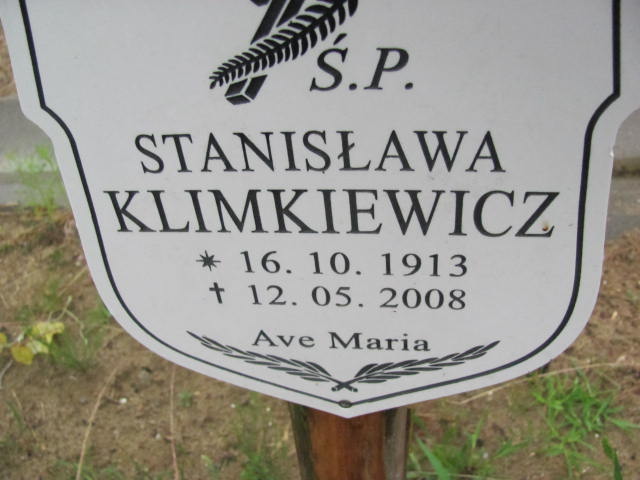 Ś.P.
STANISŁAWA
KLIMKIEWICZ
* 16. 10. 1913
† 12. 05. 2008
Ave Maria